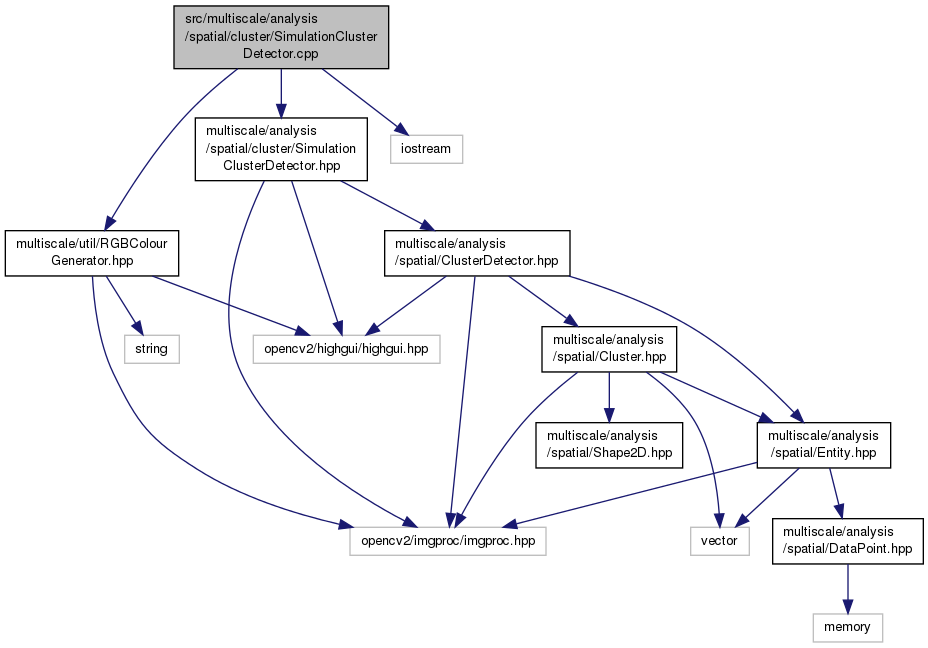 src/multiscale/analysis
/spatial/cluster/SimulationCluster
Detector.cpp
multiscale/analysis
/spatial/cluster/Simulation
ClusterDetector.hpp
iostream
multiscale/util/RGBColour
Generator.hpp
multiscale/analysis
/spatial/ClusterDetector.hpp
string
opencv2/highgui/highgui.hpp
multiscale/analysis
/spatial/Cluster.hpp
multiscale/analysis
/spatial/Shape2D.hpp
multiscale/analysis
/spatial/Entity.hpp
opencv2/imgproc/imgproc.hpp
vector
multiscale/analysis
/spatial/DataPoint.hpp
memory